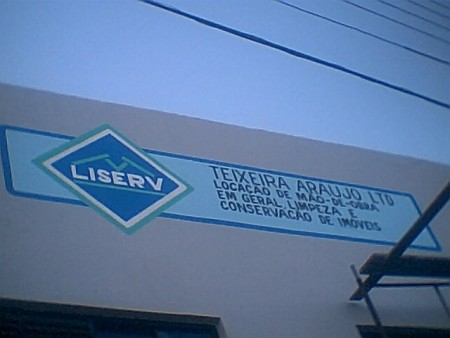 LISERV
TEIXEIRA ARAUJO LTD
LOCAÇÃO DE MÃO-DE-OBRA
EM GERAL, LIMPEZA E
CONSERVAÇÃO DE IMÓVEIS